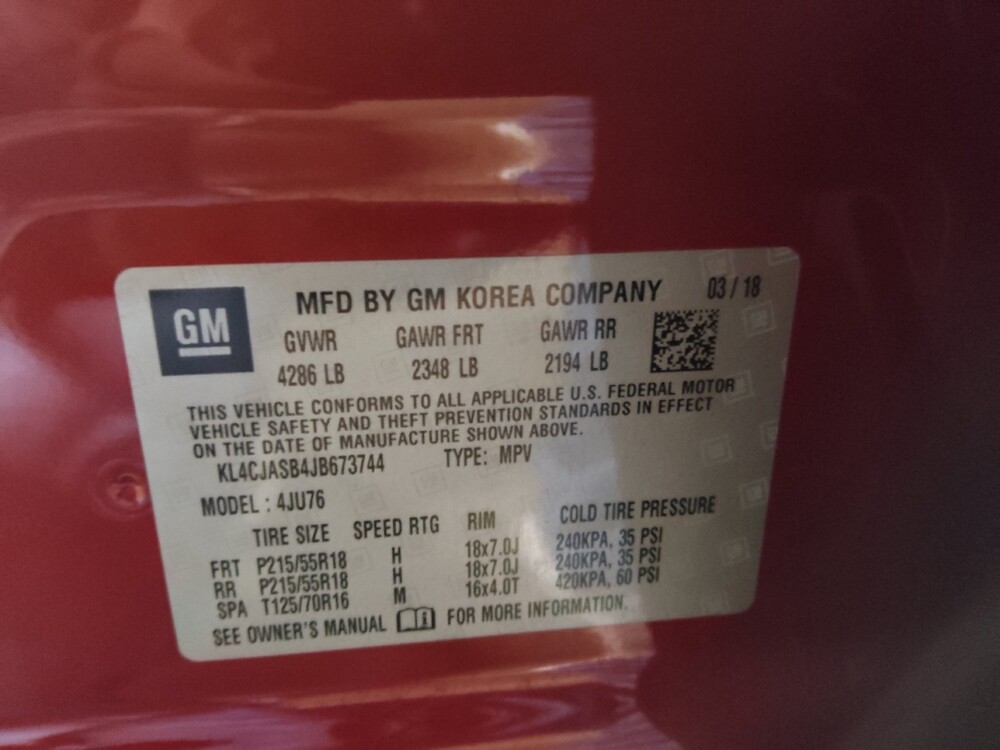 GM
MFD BY GM KOREA COMPANY 03 / 18
GVWR GAWR FRT GAWR RR
4286 LB 2348 LB 2194 LB
THIS VEHICLE CONFORMS TO ALL APPLICABLE U.S. FEDERAL MOTOR
VEHICLE SAFETY AND THEFT PREVENTION STANDARDS IN EFFECT
ON THE DATE OF MANUFACTURE SHOWN ABOVE.
KL4CJASB4JB673744 TYPE: MPV
MODEL : 4JU76
TIRE SIZE SPEED RTG RIM COLD TIRE PRESSURE
FRT P215/55R18 H 18x7.0J 240KPA, 35 PSI
RR P215/55R18 H 18x7.0J 240KPA, 35 PSI
SPA T125/70R16 M 16x4.0T 420KPA, 60 PSI
SEE OWNER'S MANUAL FOR MORE INFORMATION.